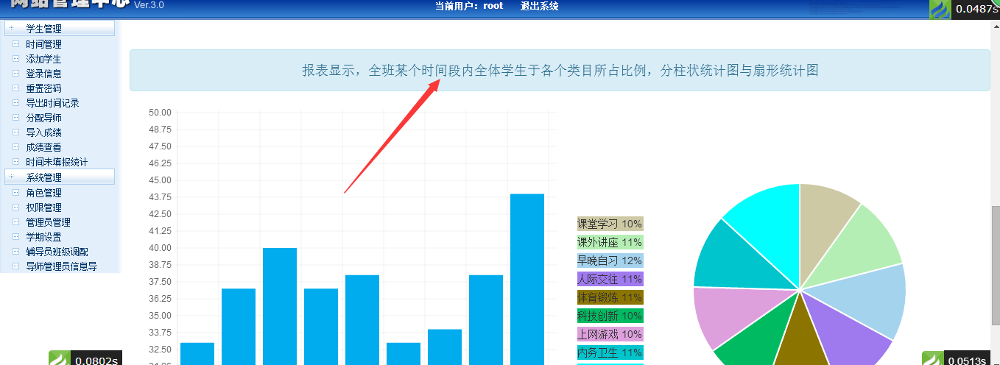 网站管理中心 Ver.3.0
当前用户：root 退出系统
0.0487s
学生管理
时间管理
添加学生
登录信息
重置密码
导出时间记录
分配导师
导入成绩
成绩查看
时间未填报统计
系统管理
角色管理
权限管理
管理员管理
学期设置
辅导员班级调配
导师管理员信息导
报表显示，全班某个时间段内全体学生于各个类目所占比例，分柱状统计图与扇形统计图
50.00
48.75
47.50
46.25
45.00
43.75
42.50
41.25
40.00
38.75
37.50
36.25
35.00
33.75
32.50
课堂学习 10%
课外讲座 11%
早晚自习 12%
人际交往 11%
体育锻炼 11%
科技创新 10%
上网游戏 10%
内务卫生 11%
0.0802s
0.0513s